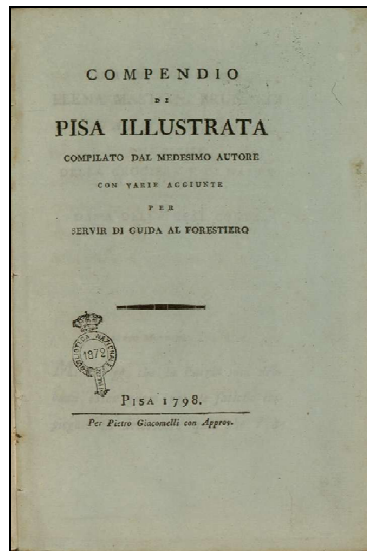 COMPENDIO
DI
PISA ILLUSTRATA
COMPILATO DAL MEDESIMO AUTORE
CON VARIE AGGIUNTE
PER
SERVIR DI GUIDA AL FORESTIERO
1872
PISA 1798.
Per Pietro Giacomelli con Approv.